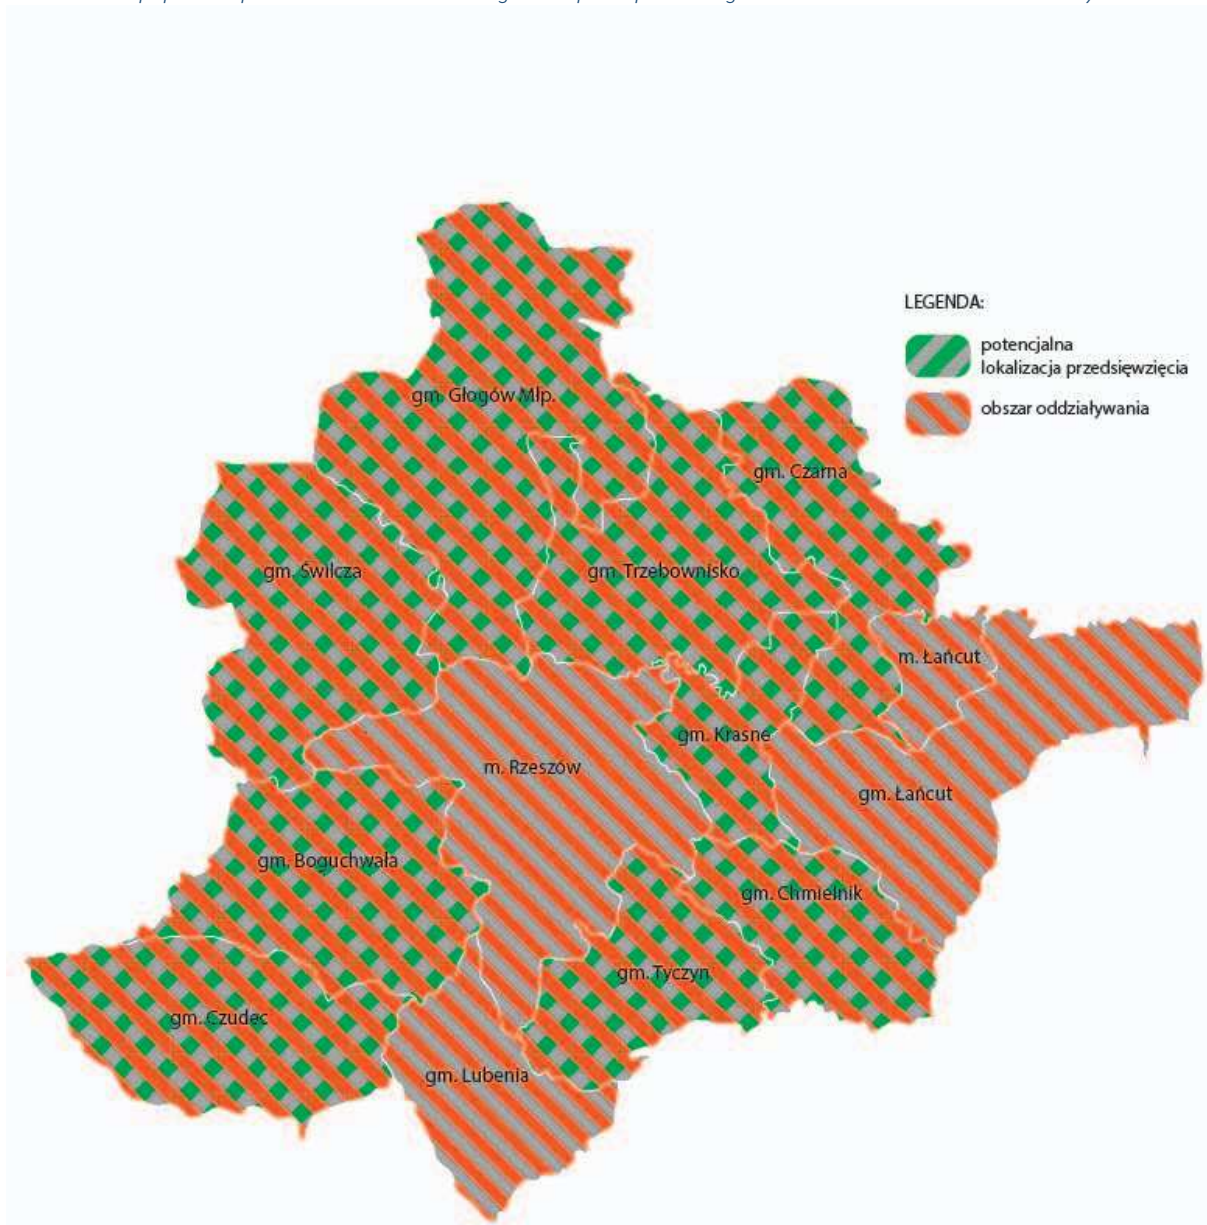 LEGENDA:
potencjalna
lokalizacja przedsięwzięcia
obszar oddziaływania
gm. Głogów Młp.
gm. Czarna
gm. Świlcza
gm. Trzebownisko
m. Łańcut
gm. Krasne
m. Rzeszów
gm. Łańcut
gm. Boguchwała
gm. Chmielnik
gm. Tyczyn
gm. Czudec
gm. Lubenia